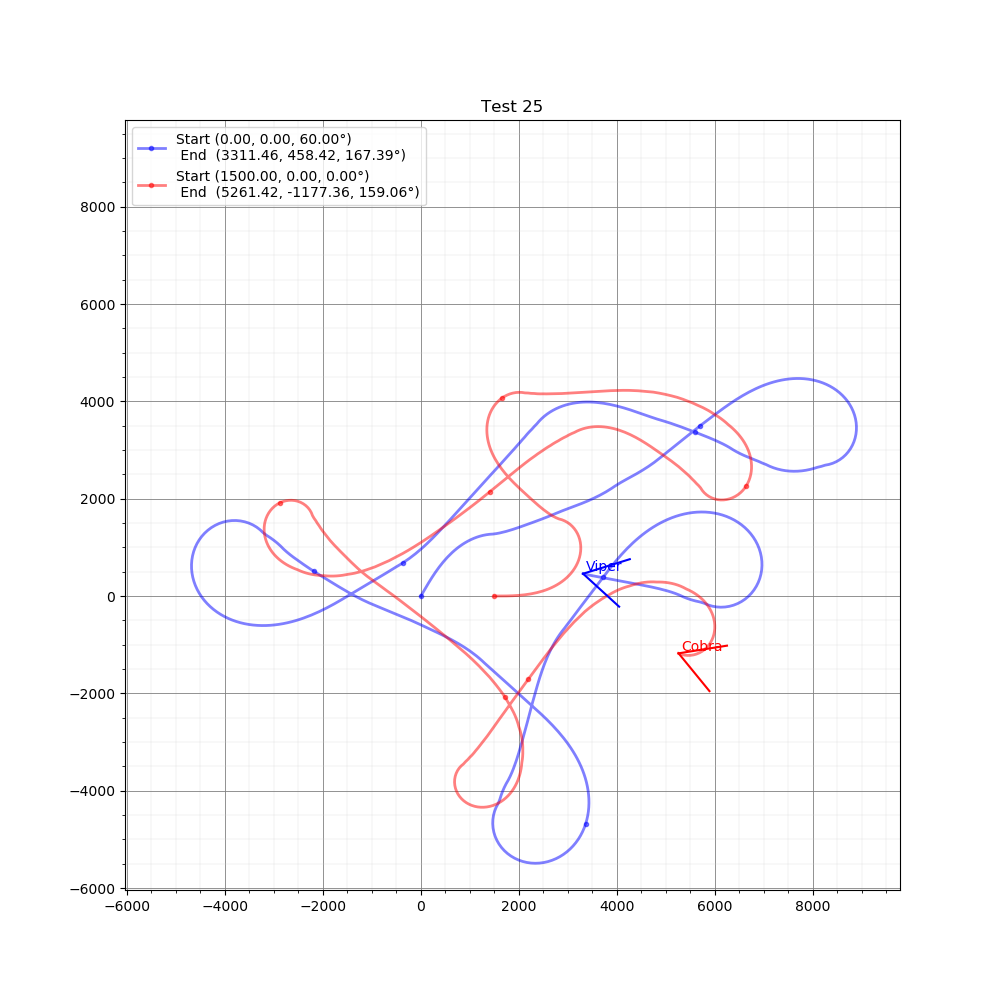 Test 25
Start (0.00, 0.00, 60.00°)
End (3311.46, 458.42, 167.39°)
Start (1500.00, 0.00, 0.00°)
End (5261.42, -1177.36, 159.06°)
8000
6000
4000
2000
0
−2000
−4000
−6000
Viper
Cobra
−6000 −4000 −2000 0 2000 4000 6000 8000